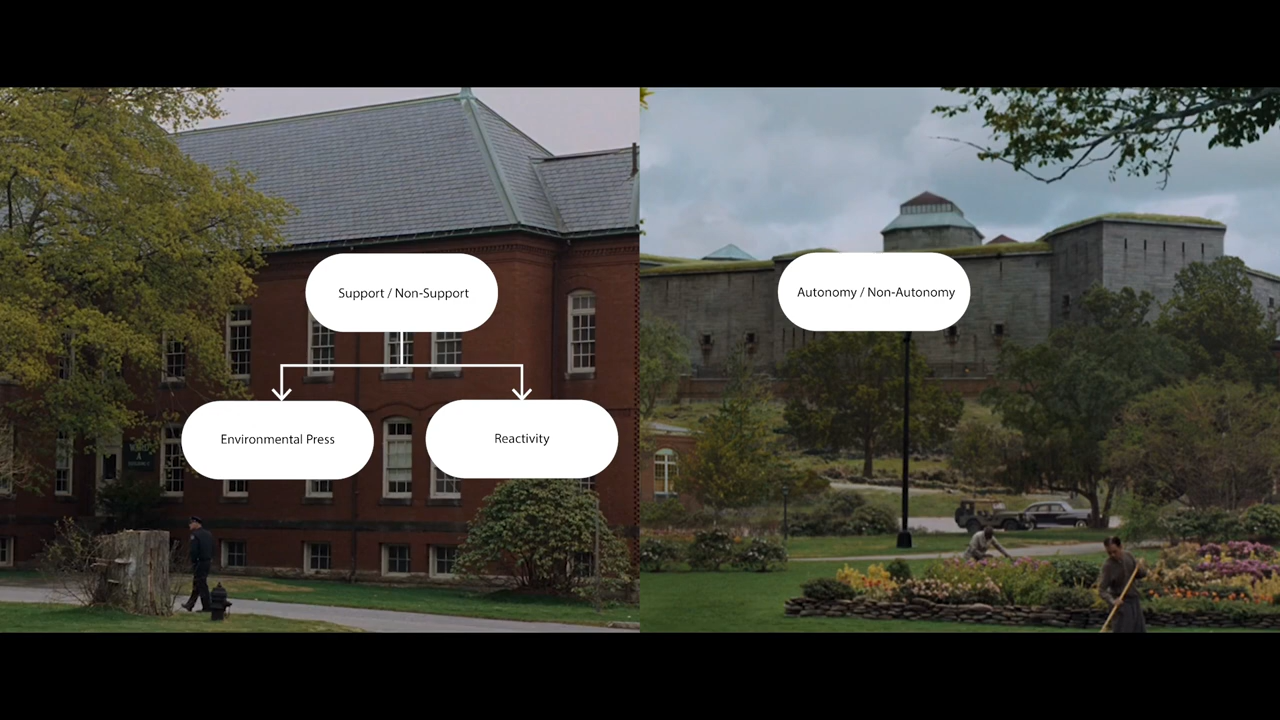 Support / Non-Support
Autonomy / Non-Autonomy
Environmental Press
Reactivity